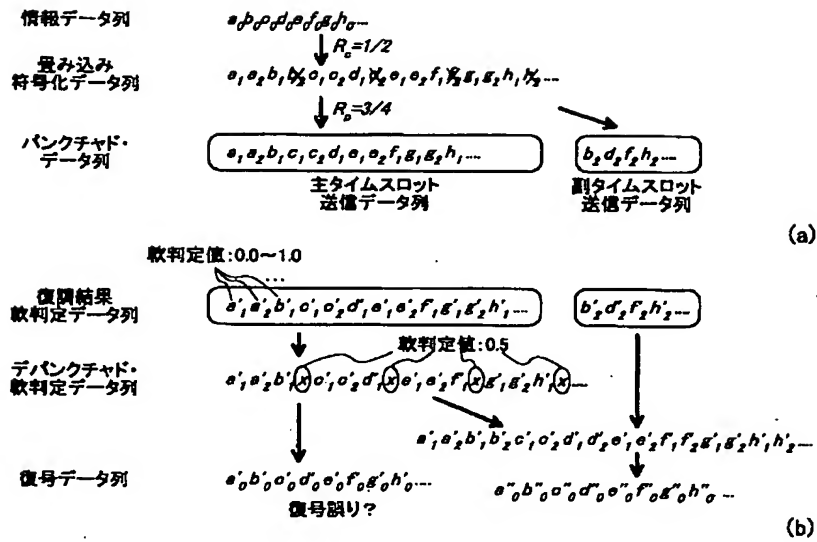 情報データ列
a₀b₀c₀d₀e₀f₀g₀h₀...
R_c=1/2
畳み込み
符号化データ列
a₁a₂b₁b₂c₁c₂d₁d₂e₁e₂f₁f₂g₁g₂h₁h₂...
R_p=3/4
パンクチャド・
データ列
a₁a₂b₁c₁c₂d₁e₁e₂f₁g₁g₂h₁....
b₂d₂f₂h₂....
主タイムスロット
送信データ列
副タイムスロット
送信データ列
(a)
軟判定値:0.0〜1.0
...
復調結果
軟判定データ列
a'₁a'₂b'₁c'₁c'₂d'₁e'₁e'₂f'₁g'₁g'₂h'₁....
b'₂d'₂f'₂h'₂....
軟判定値:0.5
デパンクチャド・
軟判定データ列
a'₁a'₂b'₁xc'₁c'₂d'₁xe'₁e'₂f'₁xg'₁g'₂h'₁x....
a'₁a'₂b'₁b'₂c'₁c'₂d'₁d'₂e'₁e'₂f'₁f'₂g'₁g'₂h'₁h'₂....
復号データ列
a'₀b'₀c'₀d'₀e'₀f'₀g'₀h'₀....
a"₀b"₀c"₀d"₀e"₀f"₀g"₀h"₀...
復号誤り?
(b)